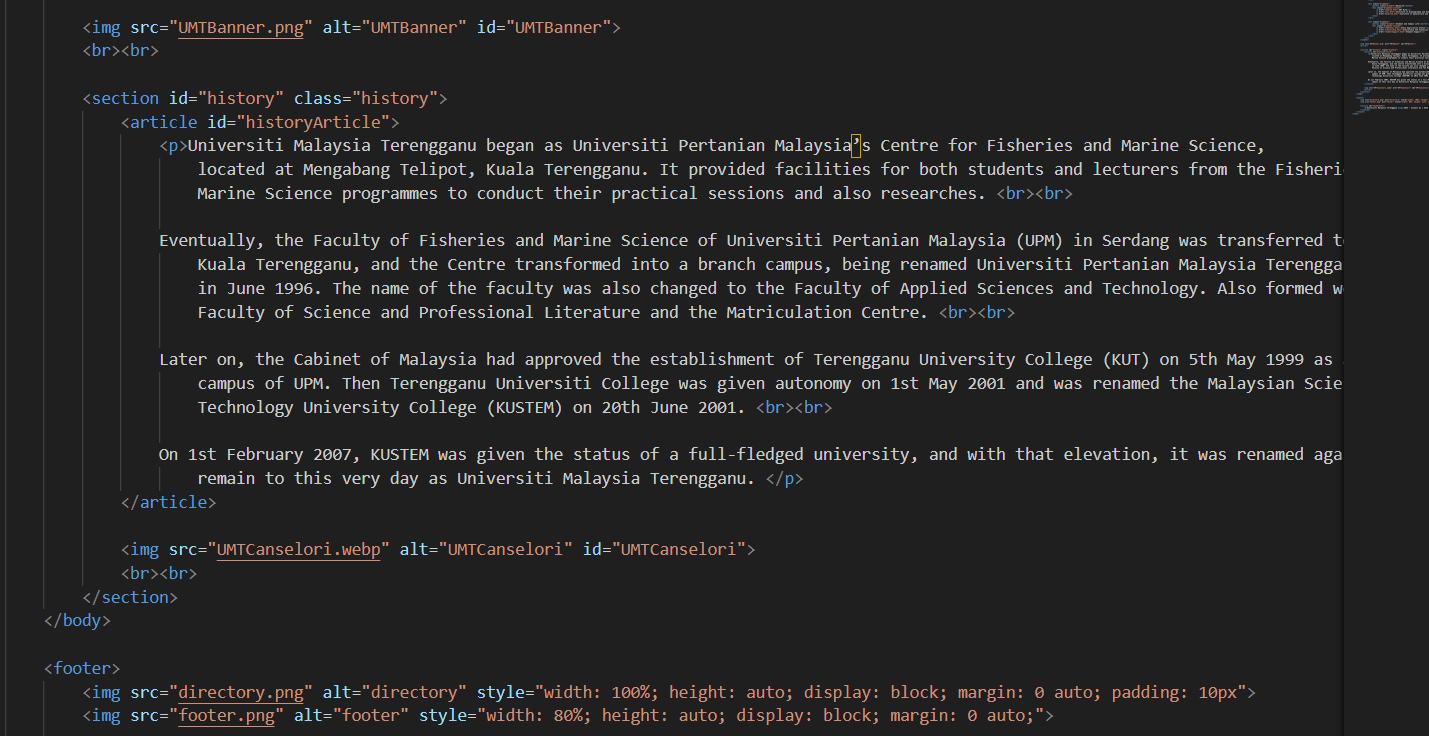 <img src="UMTBanner.png" alt="UMTBanner" id="UMTBanner">
<br><br>
<section id="history" class="history">
<article id="historyArticle">
<p>Universiti Malaysia Terengganu began as Universiti Pertanian Malaysia’s Centre for Fisheries and Marine Science,
located at Mengabang Telipot, Kuala Terengganu. It provided facilities for both students and lecturers from the Fisheri
Marine Science programmes to conduct their practical sessions and also researches. <br><br>
Eventually, the Faculty of Fisheries and Marine Science of Universiti Pertanian Malaysia (UPM) in Serdang was transferred t
Kuala Terengganu, and the Centre transformed into a branch campus, being renamed Universiti Pertanian Malaysia Terengga
in June 1996. The name of the faculty was also changed to the Faculty of Applied Sciences and Technology. Also formed w
Faculty of Science and Professional Literature and the Matriculation Centre. <br><br>
Later on, the Cabinet of Malaysia had approved the establishment of Terengganu University College (KUT) on 5th May 1999 as
campus of UPM. Then Terengganu Universiti College was given autonomy on 1st May 2001 and was renamed the Malaysian Scie
Technology University College (KUSTEM) on 20th June 2001. <br><br>
On 1st February 2007, KUSTEM was given the status of a full-fledged university, and with that elevation, it was renamed aga
remain to this very day as Universiti Malaysia Terengganu. </p>
</article>
<img src="UMTCanselori.webp" alt="UMTCanselori" id="UMTCanselori">
<br><br>
</section>
</body>
<footer>
<img src="directory.png" alt="directory" style="width: 100%; height: auto; display: block; margin: 0 auto; padding: 10px">
<img src="footer.png" alt="footer" style="width: 80%; height: auto; display: block; margin: 0 auto;">